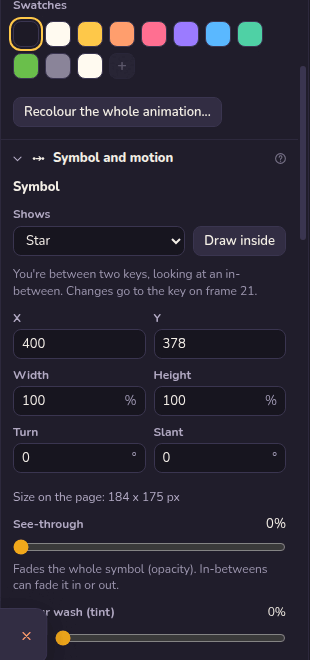 Swatches
+
Recolour the whole animation...
Symbol and motion
Symbol
Shows
Star
Draw inside
You're between two keys, looking at an in-
between. Changes go to the key on frame 21.
X
Y
400
378
Width
Height
100 %
100 %
Turn
Slant
0 °
0 °
Size on the page: 184 x 175 px
See-through
0%
Fades the whole symbol (opacity). In-betweens
can fade it in or out.
wash (tint)
0%